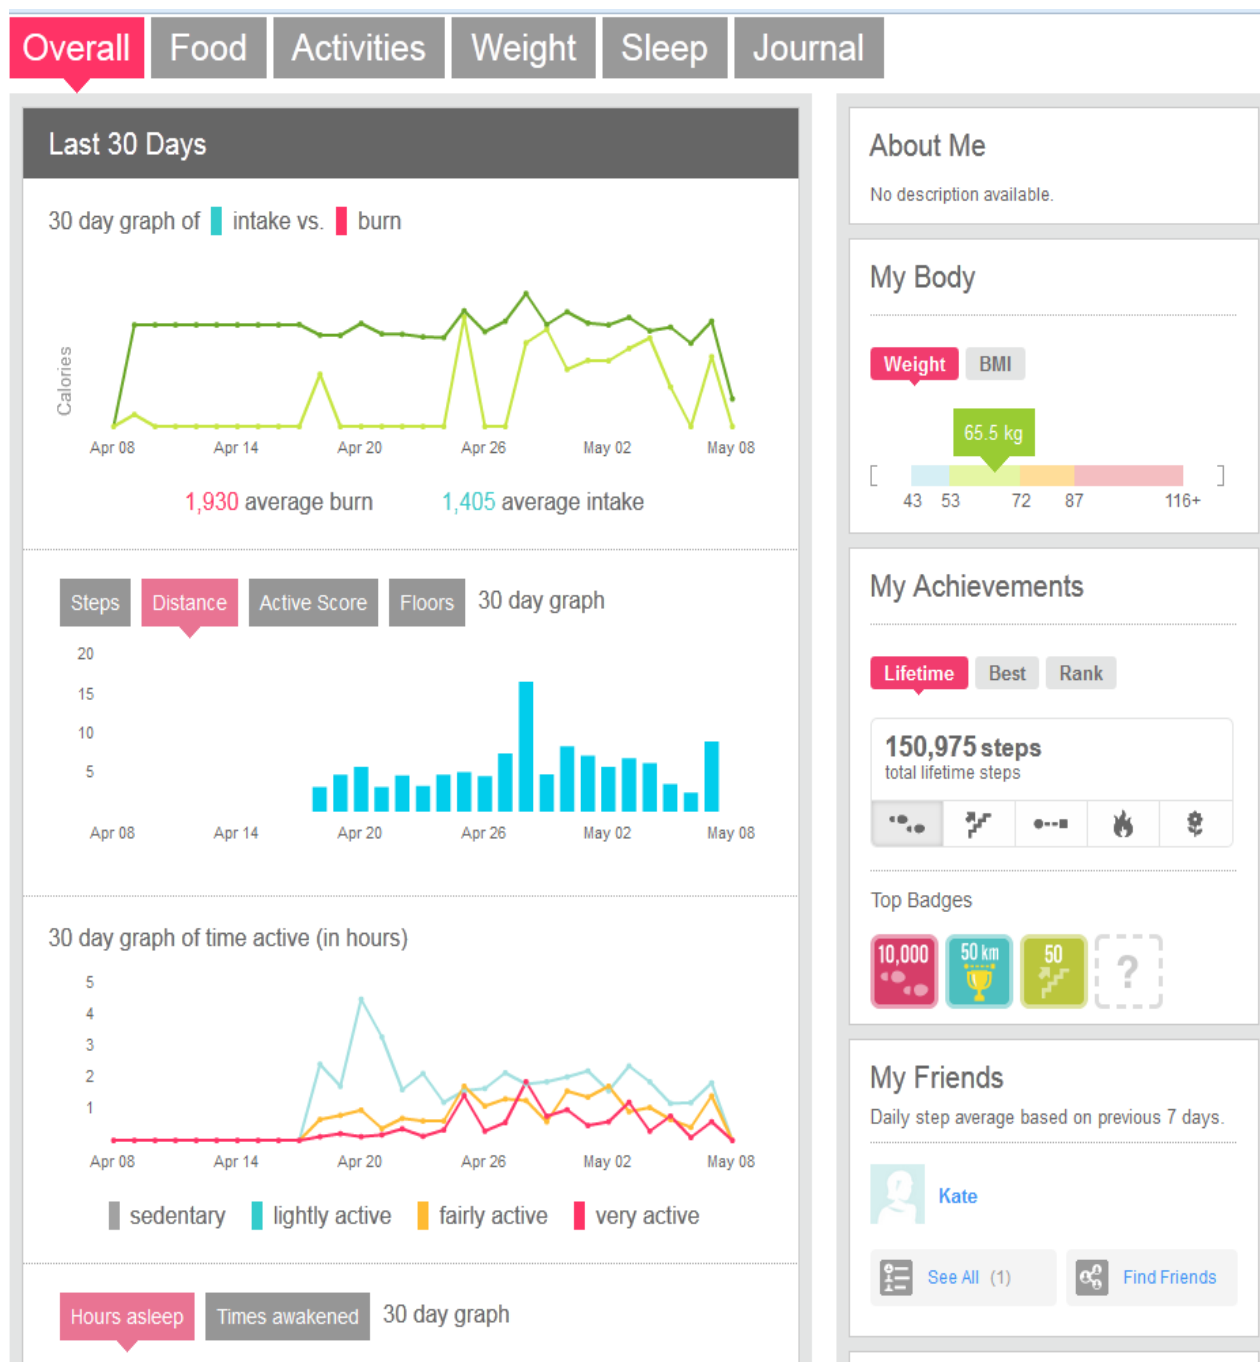 Overall Food Activities Weight Sleep Journal
Last 30 Days
30 day graph of intake vs. burn
Calories
Apr 08 Apr 14 Apr 20 Apr 26 May 02 May 08
1,930 average burn 1,405 average intake
Steps Distance Active Score Floors 30 day graph
20
15
10
5
Apr 08 Apr 14 Apr 20 Apr 26 May 02 May 08
30 day graph of time active (in hours)
5
4
3
2
1
Apr 08 Apr 14 Apr 20 Apr 26 May 02 May 08
sedentary lightly active fairly active very active
Hours asleep Times awakened 30 day graph
About Me
No description available.
My Body
Weight BMI
65.5 kg
43 53 72 87 116+
My Achievements
Lifetime Best Rank
150,975 steps
total lifetime steps
Top Badges
10,000 50 km 50 ?
My Friends
Daily step average based on previous 7 days.
Kate
See All (1) Find Friends